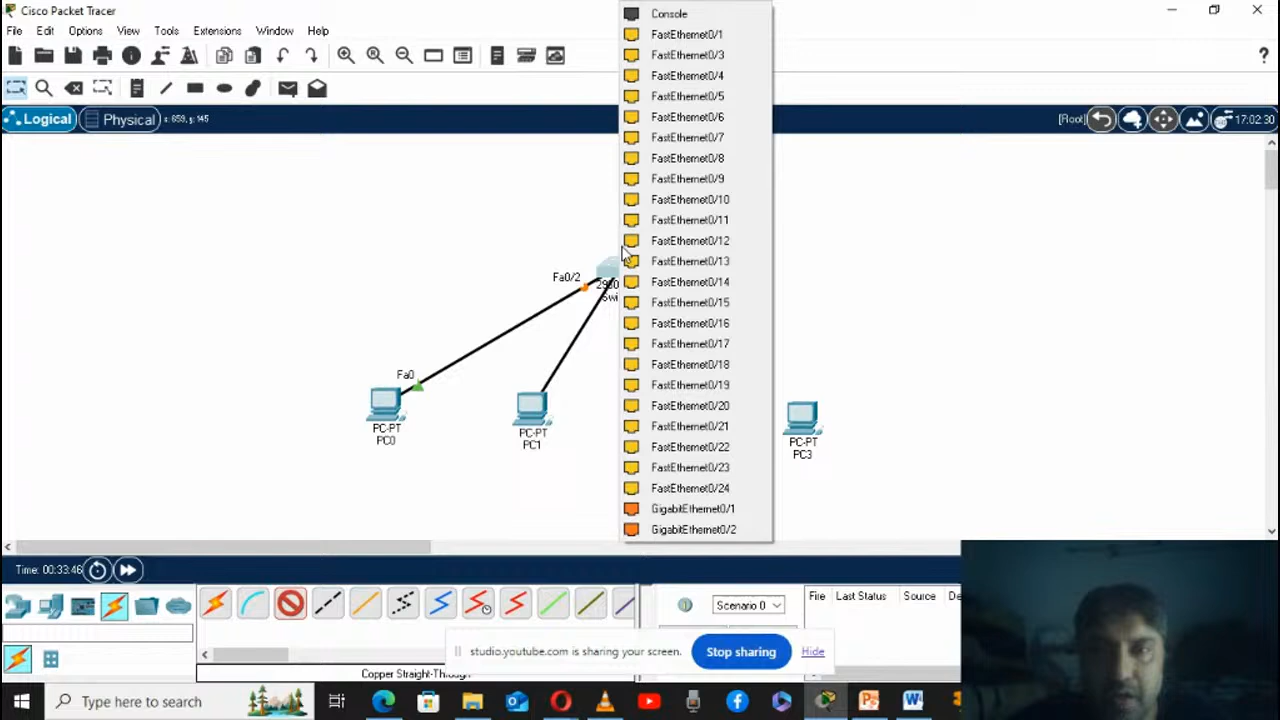 Cisco Packet Tracer
File Edit Options View Tools Extensions Window Help
Logical
Physical
x: 659, y: 145
[Root]
17:02:30
Console
FastEthernet0/1
FastEthernet0/3
FastEthernet0/4
FastEthernet0/5
FastEthernet0/6
FastEthernet0/7
FastEthernet0/8
FastEthernet0/9
FastEthernet0/10
FastEthernet0/11
FastEthernet0/12
FastEthernet0/13
FastEthernet0/14
FastEthernet0/15
FastEthernet0/16
FastEthernet0/17
FastEthernet0/18
FastEthernet0/19
FastEthernet0/20
FastEthernet0/21
FastEthernet0/22
FastEthernet0/23
FastEthernet0/24
GigabitEthernet0/1
GigabitEthernet0/2
Fa0/2
Fa0
PC-PT
PC0
PC-PT
PC1
PC-PT
PC3
Time: 00:33:46
Scenario 0
File Last Status Source
studio.youtube.com is sharing your screen.
Stop sharing
Hide
Copper Straight-Through
Type here to search